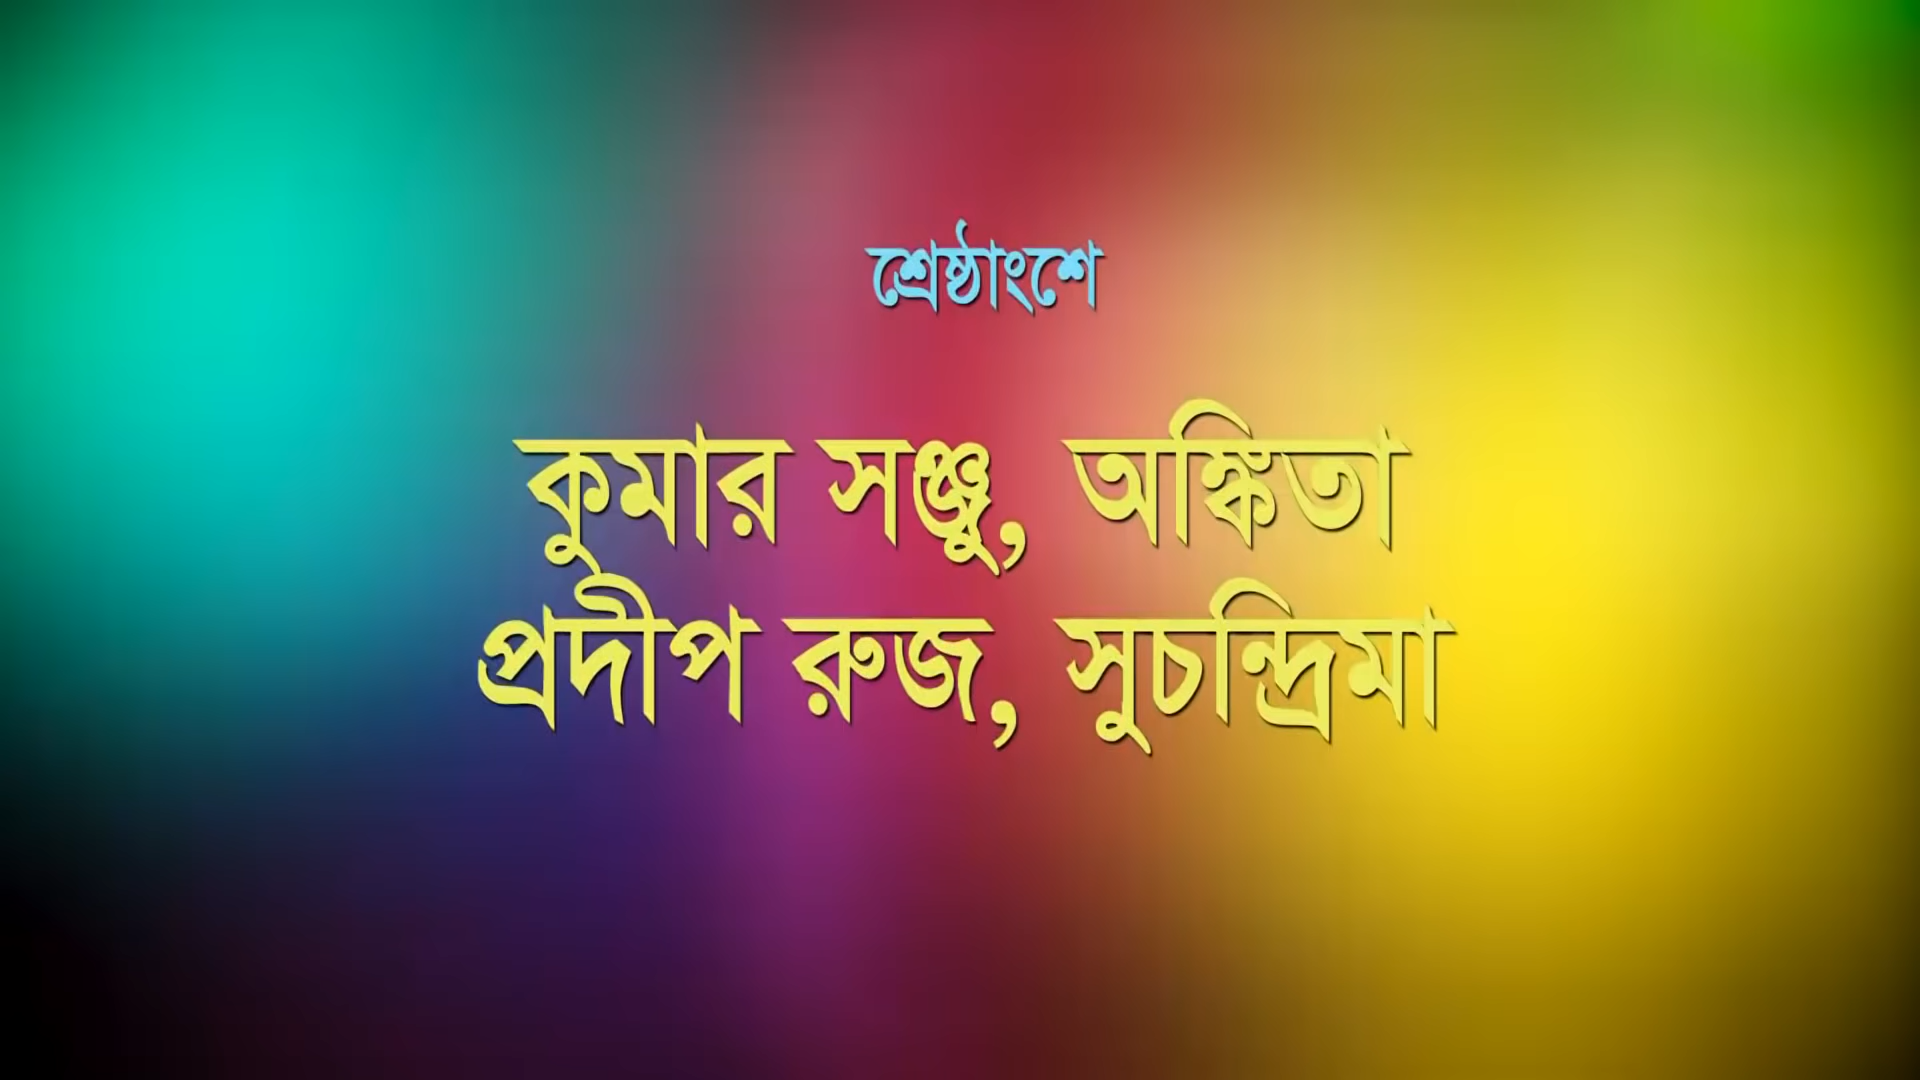 শ্রেষ্ঠাংশে
কুমার সঞ্জু, অঙ্কিতা
প্রদীপ রুজ, সুচন্দ্রিমা